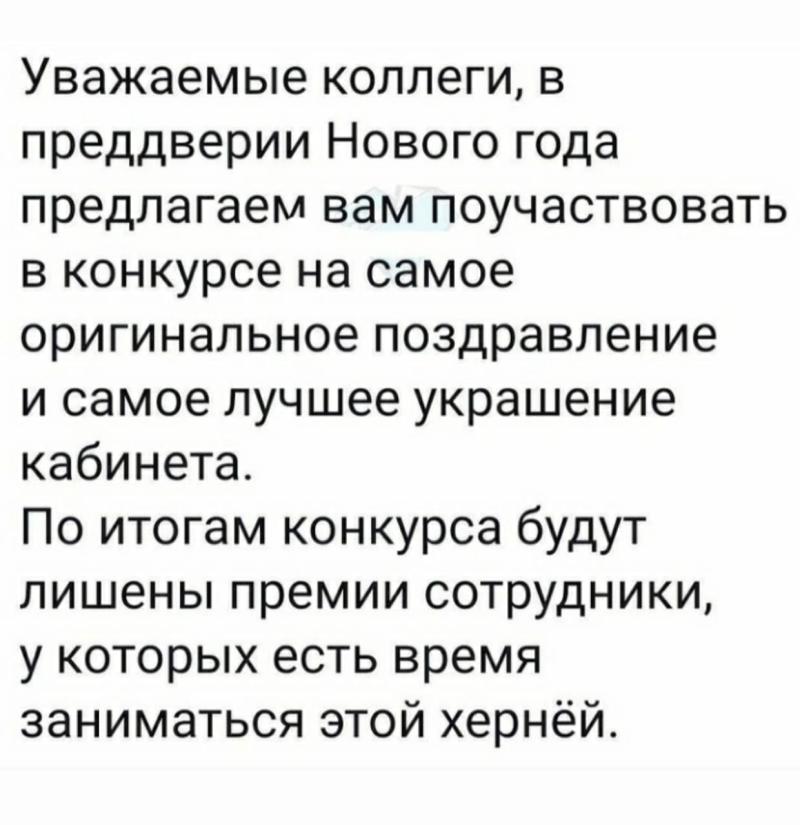 Уважаемые коллеги, в
преддверии Нового года
предлагаем вам поучаствовать
в конкурсе на самое
оригинальное поздравление
и самое лучшее украшение
кабинета.
По итогам конкурса будут
лишены премии сотрудники,
у которых есть время
заниматься этой хернёй.